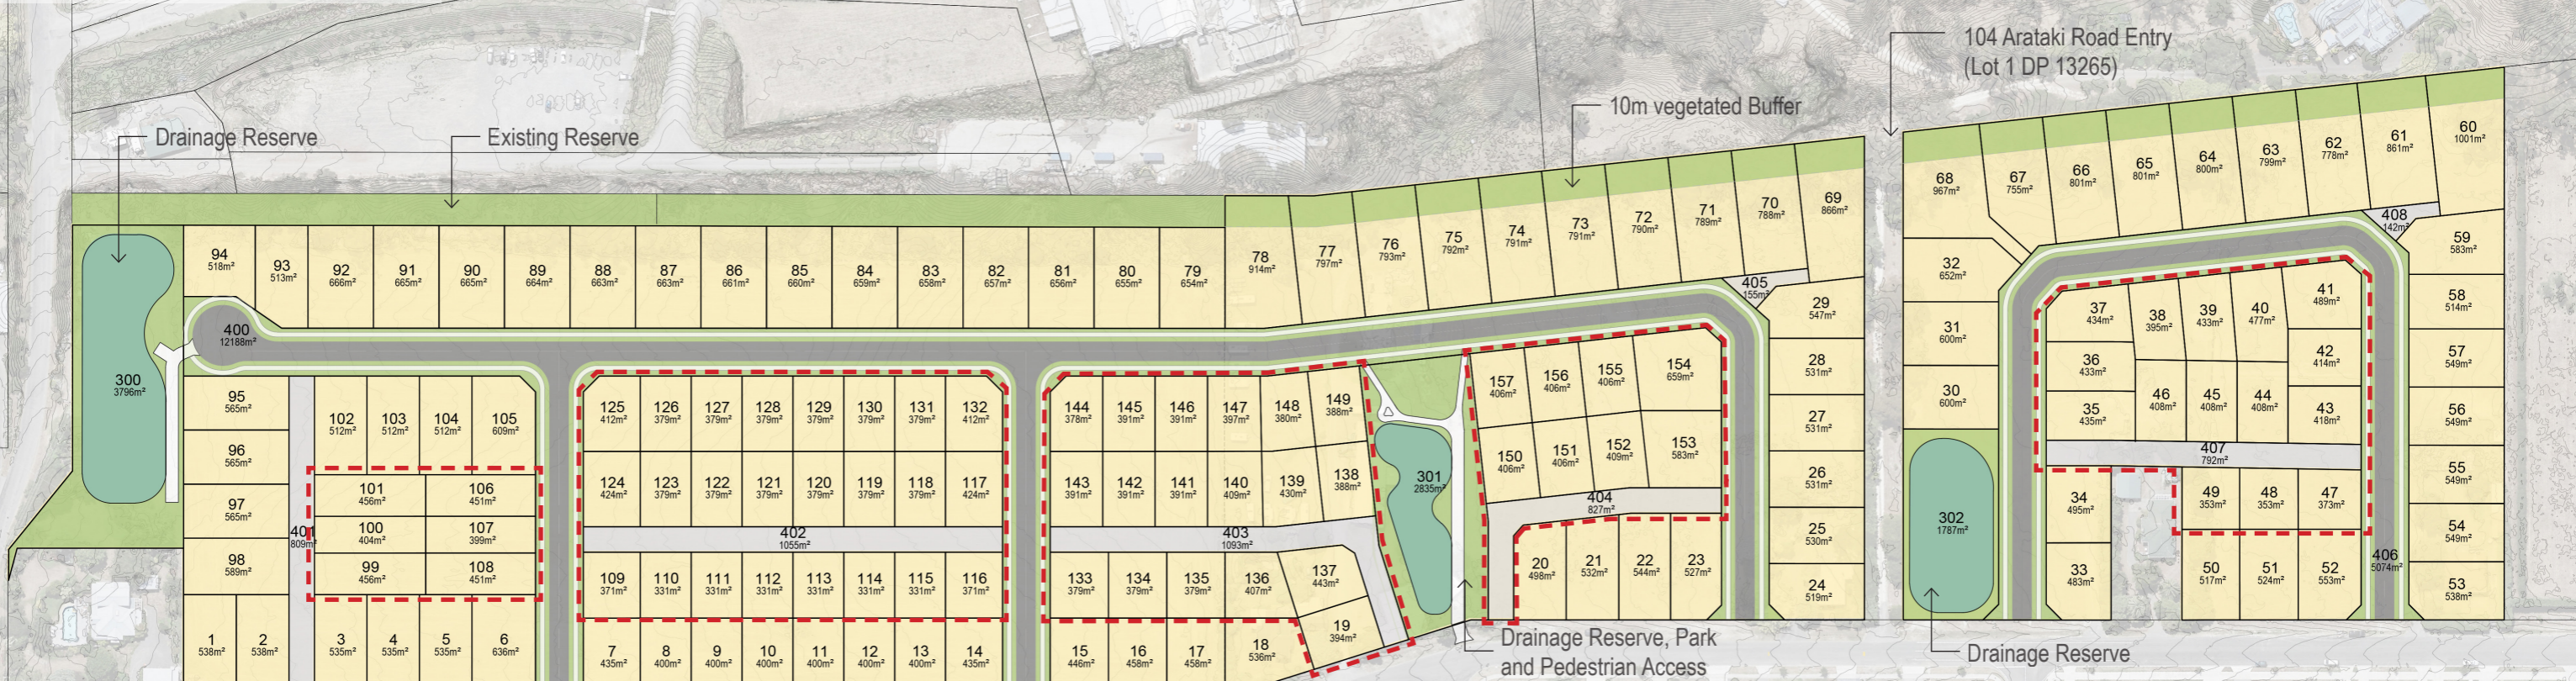 104 Arataki Road Entry
(Lot 1 DP 13265)
10m vegetated Buffer
Drainage Reserve
Existing Reserve
94
518m²
93
513m²
92
666m²
91
665m²
90
665m²
89
664m²
88
663m²
87
663m²
86
661m²
85
660m²
84
659m²
83
658m²
82
657m²
81
656m²
80
655m²
79
654m²
78
914m²
77
797m²
76
793m²
75
792m²
74
791m²
73
791m²
72
790m²
71
789m²
70
788m²
69
866m²
68
967m²
67
755m²
66
801m²
65
801m²
64
800m²
63
799m²
62
778m²
61
861m²
60
1001m²
408
142m²
59
583m²
405
155m²
29
547m²
32
652m²
58
514m²
400
12188m²
300
3796m²
28
531m²
31
600m²
37
434m²
38
395m²
39
433m²
40
477m²
41
489m²
57
549m²
36
433m²
42
414m²
95
565m²
102
512m²
103
512m²
104
512m²
105
609m²
125
412m²
126
379m²
127
379m²
128
379m²
129
379m²
130
379m²
131
379m²
132
412m²
144
378m²
145
391m²
146
391m²
147
397m²
148
380m²
149
388m²
157
406m²
156
406m²
155
406m²
154
659m²
27
531m²
30
600m²
35
435m²
46
408m²
45
408m²
44
408m²
43
418m²
56
549m²
96
565m²
101
456m²
106
451m²
124
424m²
123
379m²
122
379m²
121
379m²
120
379m²
119
379m²
118
379m²
117
424m²
143
391m²
142
391m²
141
391m²
140
409m²
139
430m²
138
388m²
301
2835m²
150
406m²
151
406m²
152
409m²
153
583m²
26
531m²
407
792m²
55
549m²
97
565m²
401
809m²
100
404m²
107
399m²
402
1055m²
403
1093m²
404
827m²
25
530m²
302
1787m²
34
495m²
49
353m²
48
353m²
47
373m²
54
549m²
98
589m²
99
456m²
108
451m²
109
371m²
110
331m²
111
331m²
112
331m²
113
331m²
114
331m²
115
331m²
116
371m²
133
379m²
134
379m²
135
379m²
136
407m²
137
443m²
20
498m²
21
532m²
22
544m²
23
527m²
24
519m²
33
483m²
50
517m²
51
524m²
52
553m²
406
5074m²
53
538m²
1
538m²
2
538m²
3
535m²
4
535m²
5
535m²
6
636m²
7
435m²
8
400m²
9
400m²
10
400m²
11
400m²
12
400m²
13
400m²
14
435m²
15
446m²
16
458m²
17
458m²
18
536m²
19
394m²
Drainage Reserve, Park
and Pedestrian Access
Drainage Reserve